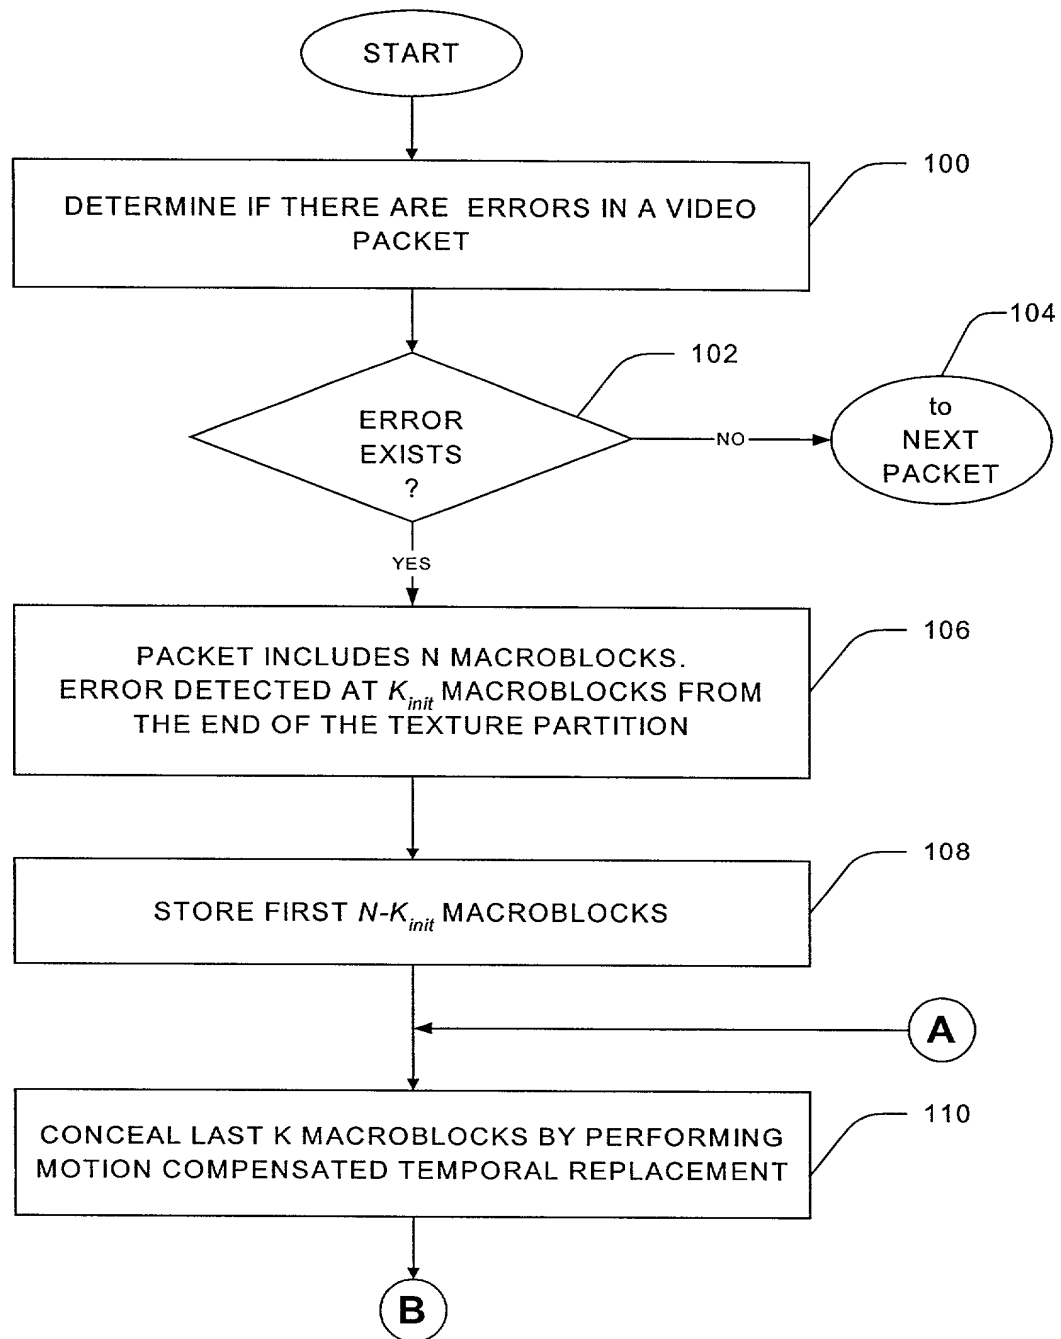 START
100
DETERMINE IF THERE ARE ERRORS IN A VIDEO
PACKET
104
102
ERROR
EXISTS
?
NO
to
NEXT
PACKET
YES
106
PACKET INCLUDES N MACROBLOCKS.
ERROR DETECTED AT K_init MACROBLOCKS FROM
THE END OF THE TEXTURE PARTITION
108
STORE FIRST N-K_init MACROBLOCKS
A
110
CONCEAL LAST K MACROBLOCKS BY PERFORMING
MOTION COMPENSATED TEMPORAL REPLACEMENT
B